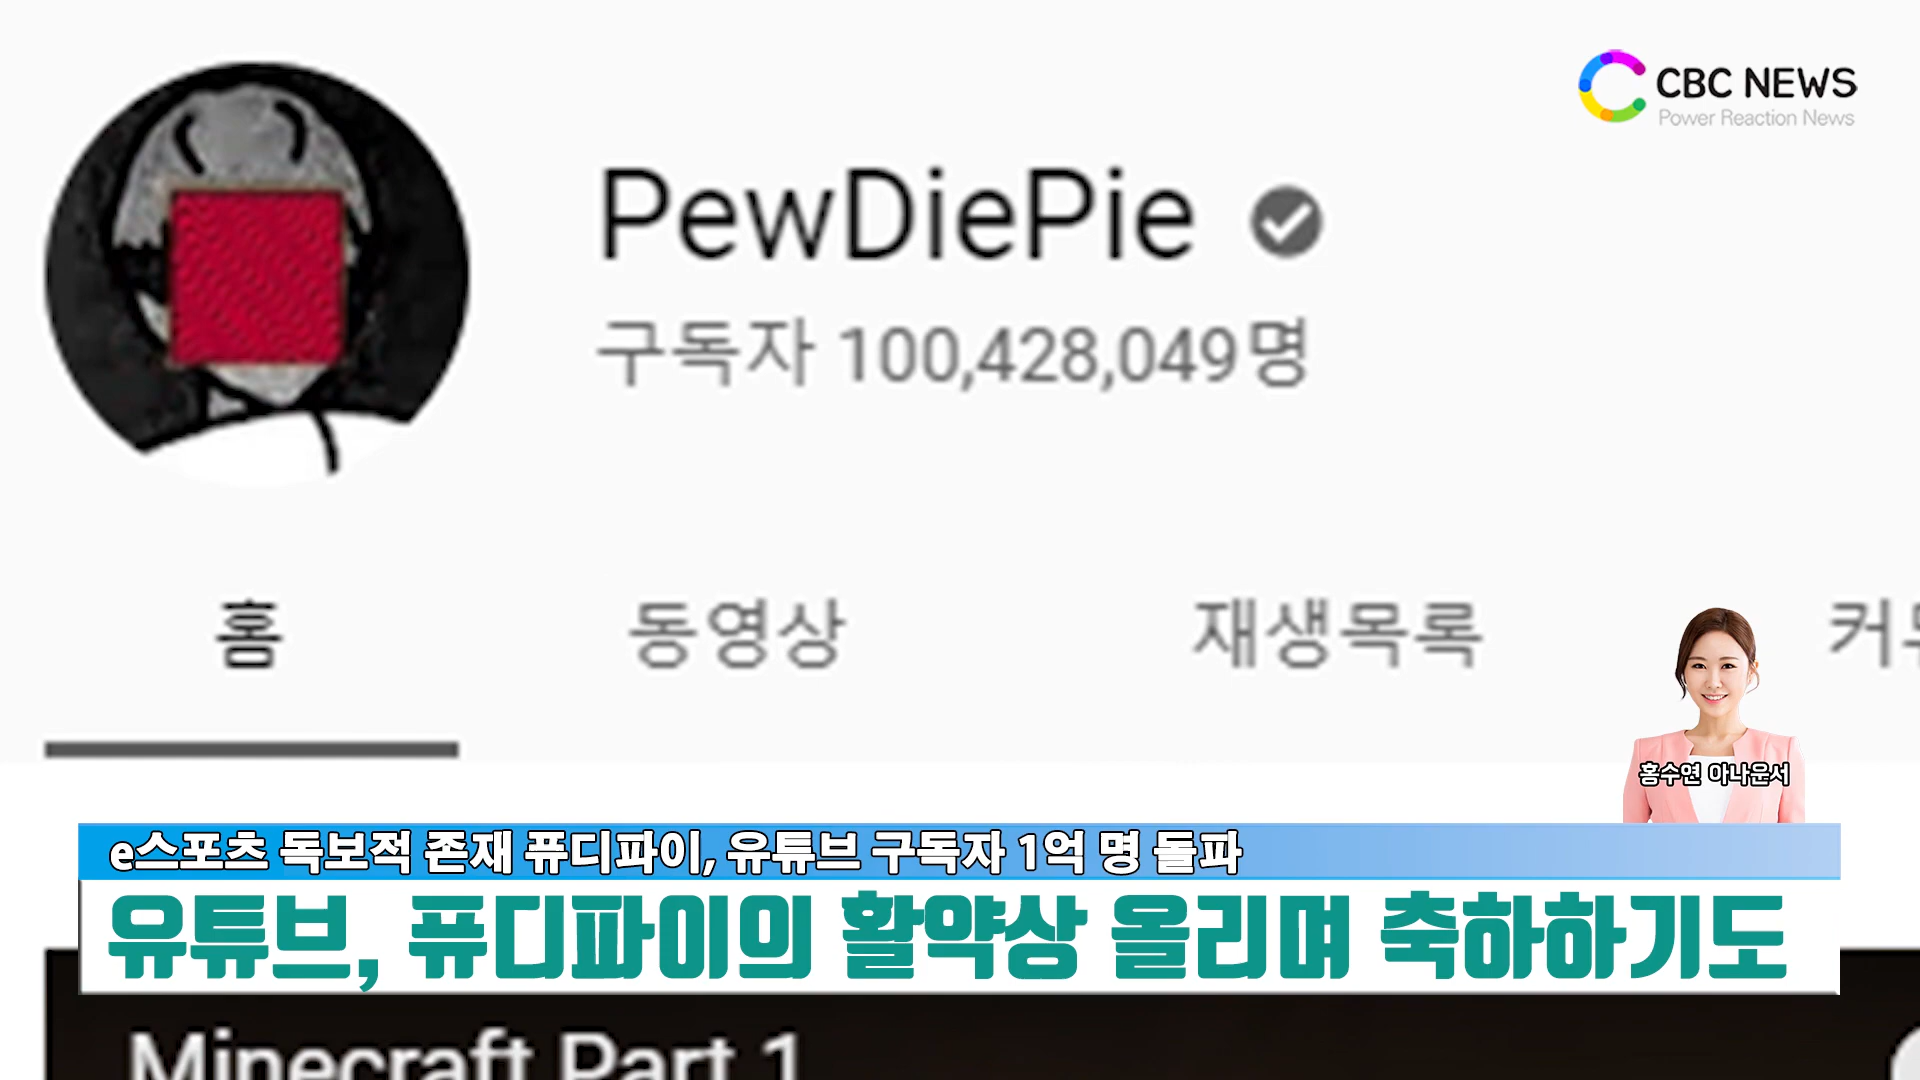 CBC NEWS
Power Reaction News
PewDiePie
구독자 100,428,049명
홈 동영상 재생목록 커
홍수연 아나운서
e스포츠 독보적 존재 퓨디파이, 유튜브 구독자 1억 명 돌파
유튜브, 퓨디파이의 활약상 올리며 축하하기도
Minecraft Part 1